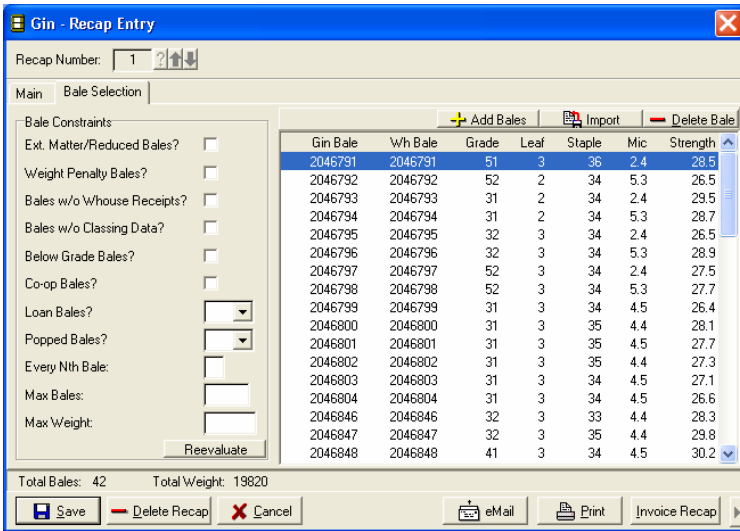 Gin - Recap Entry
Recap Number: 1 ?
Main Bale Selection
Add Bales Import Delete Bale
Bale Constraints
Ext. Matter/Reduced Bales?
Weight Penalty Bales?
Bales w/o Whouse Receipts?
Bales w/o Classing Data?
Below Grade Bales?
Co-op Bales?
Loan Bales?
Popped Bales?
Every Nth Bale:
Max Bales:
Max Weight:
Reevaluate
Gin Bale Wh Bale Grade Leaf Staple Mic Strength
2046791 2046791 51 3 36 2.4 28.5
2046792 2046792 52 2 34 5.3 26.5
2046793 2046793 31 2 34 2.4 29.5
2046794 2046794 31 2 34 5.3 28.7
2046795 2046795 32 3 34 2.4 26.5
2046796 2046796 32 3 34 5.3 28.9
2046797 2046797 52 3 34 2.4 27.5
2046798 2046798 52 3 34 5.3 27.7
2046799 2046799 31 3 34 4.5 26.4
2046800 2046800 31 3 35 4.4 28.1
2046801 2046801 31 3 35 4.5 27.7
2046802 2046802 31 3 35 4.4 27.3
2046803 2046803 31 3 34 4.5 27.1
2046804 2046804 31 3 34 4.5 26.6
2046846 2046846 32 3 33 4.4 28.3
2046847 2046847 32 3 35 4.4 29.8
2046848 2046848 41 3 34 4.5 30.2
Total Bales: 42 Total Weight: 19820
Save Delete Recap Cancel eMail Print Invoice Recap